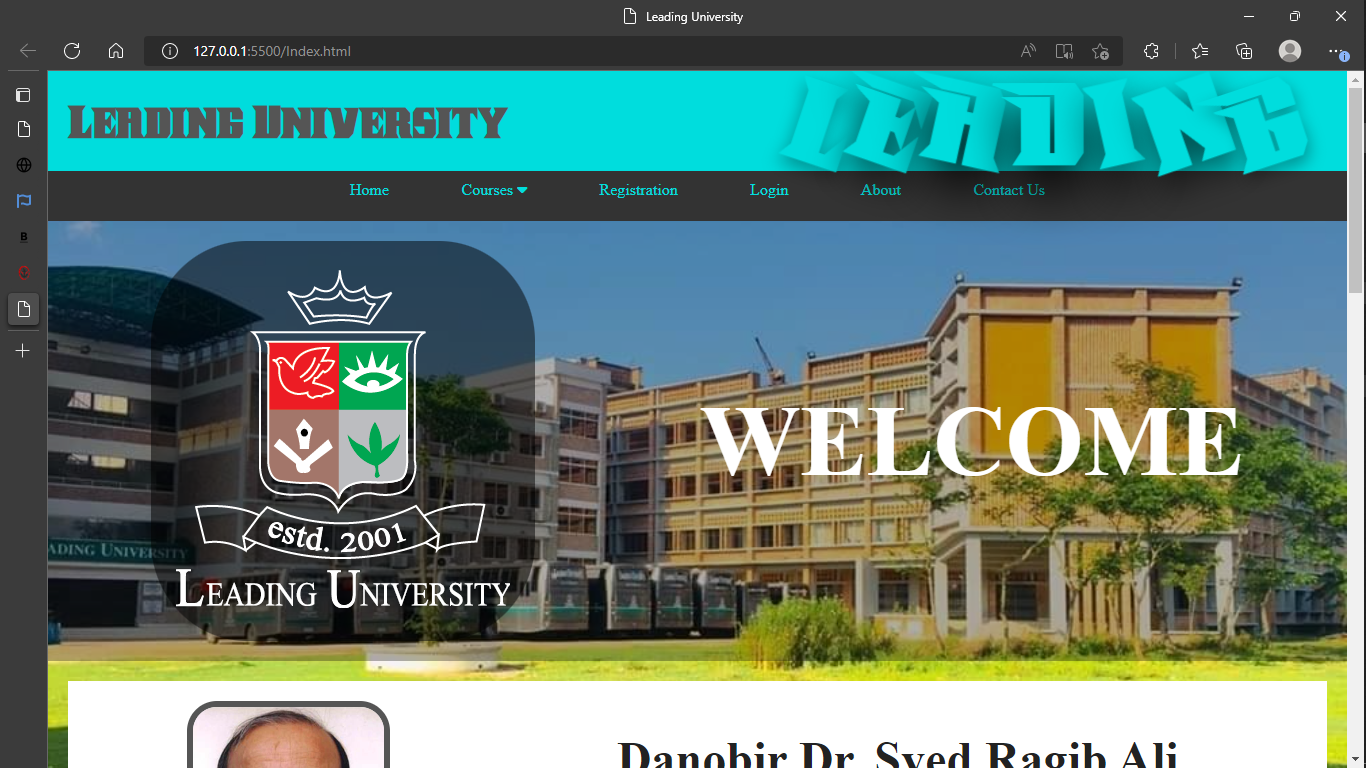 Leading University
127.0.0.1:5500/Index.html
LEADING UNIVERSITY
LEADING
Home
Courses
Registration
Login
About
Contact Us
B
WELCOME
estd. 2001
LEADING UNIVERSITY
ADING UNIVERSITY
Danobir Dr. Syed Ragib Ali